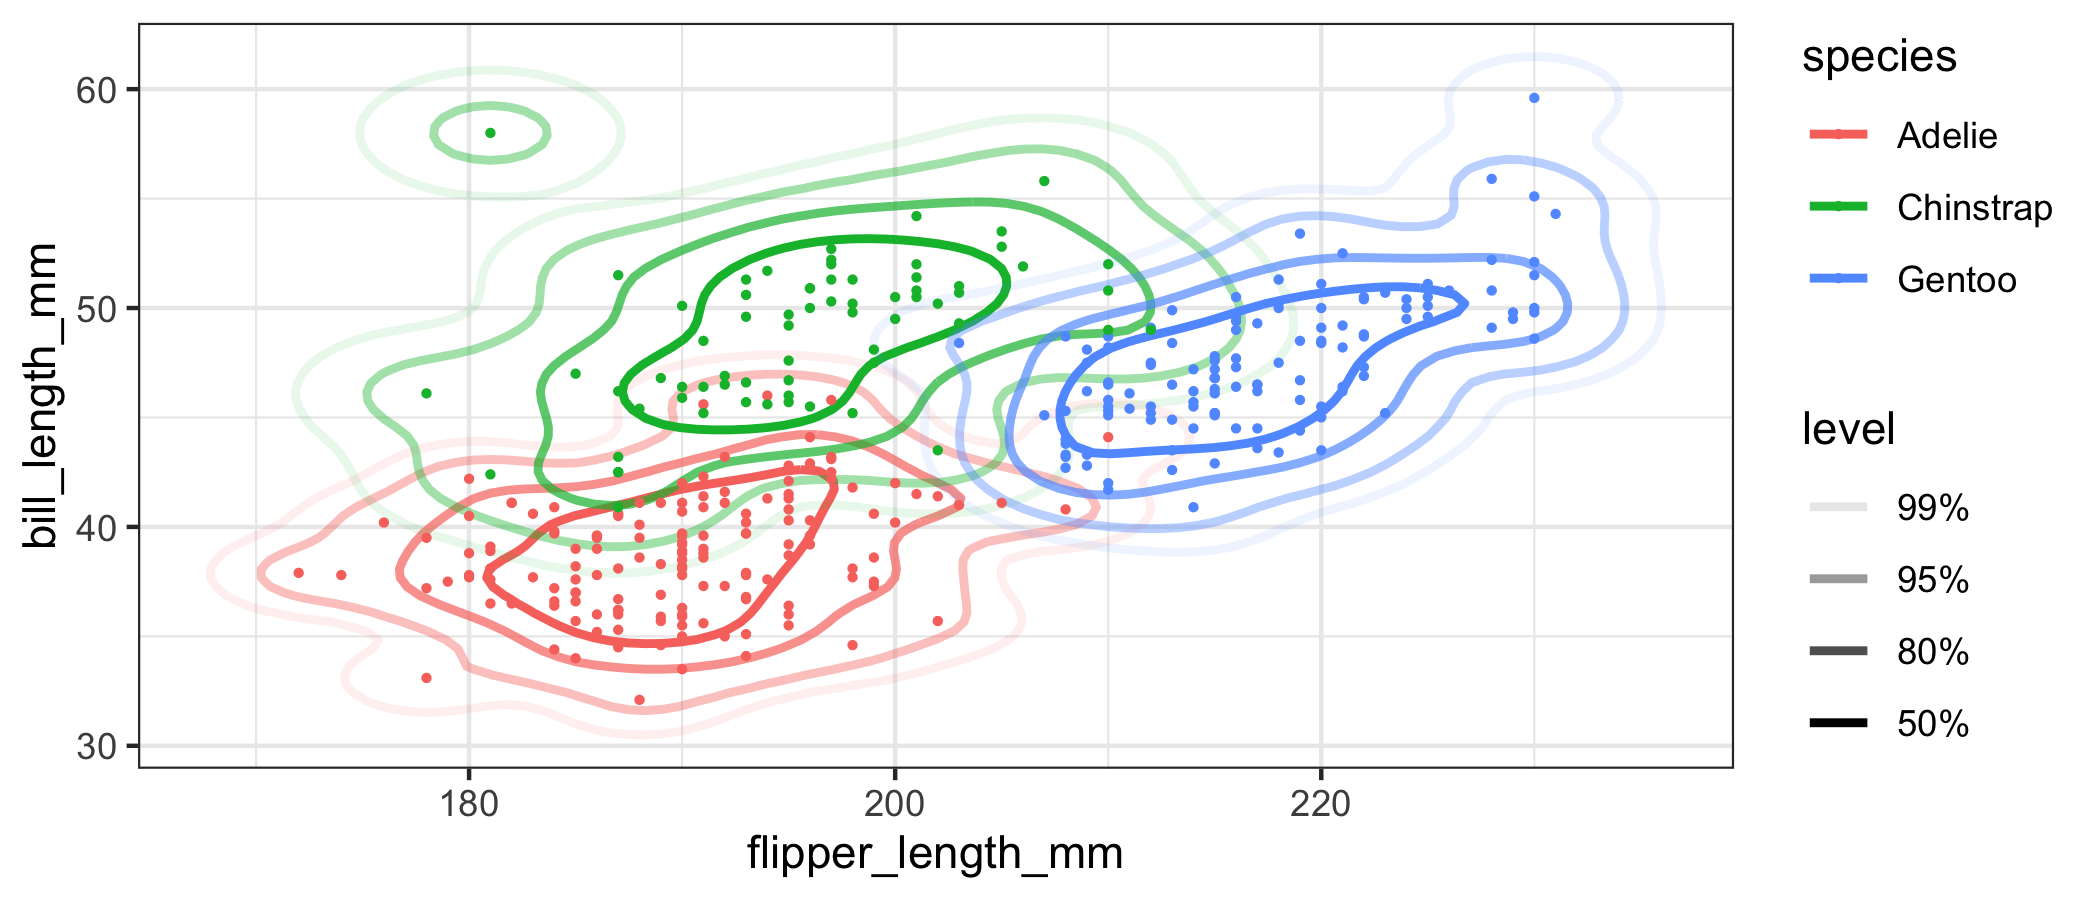 60
50
40
30
180
200
220
flipper_length_mm
bill_length_mm
species
Adelie
Chinstrap
Gentoo
level
99%
95%
80%
50%